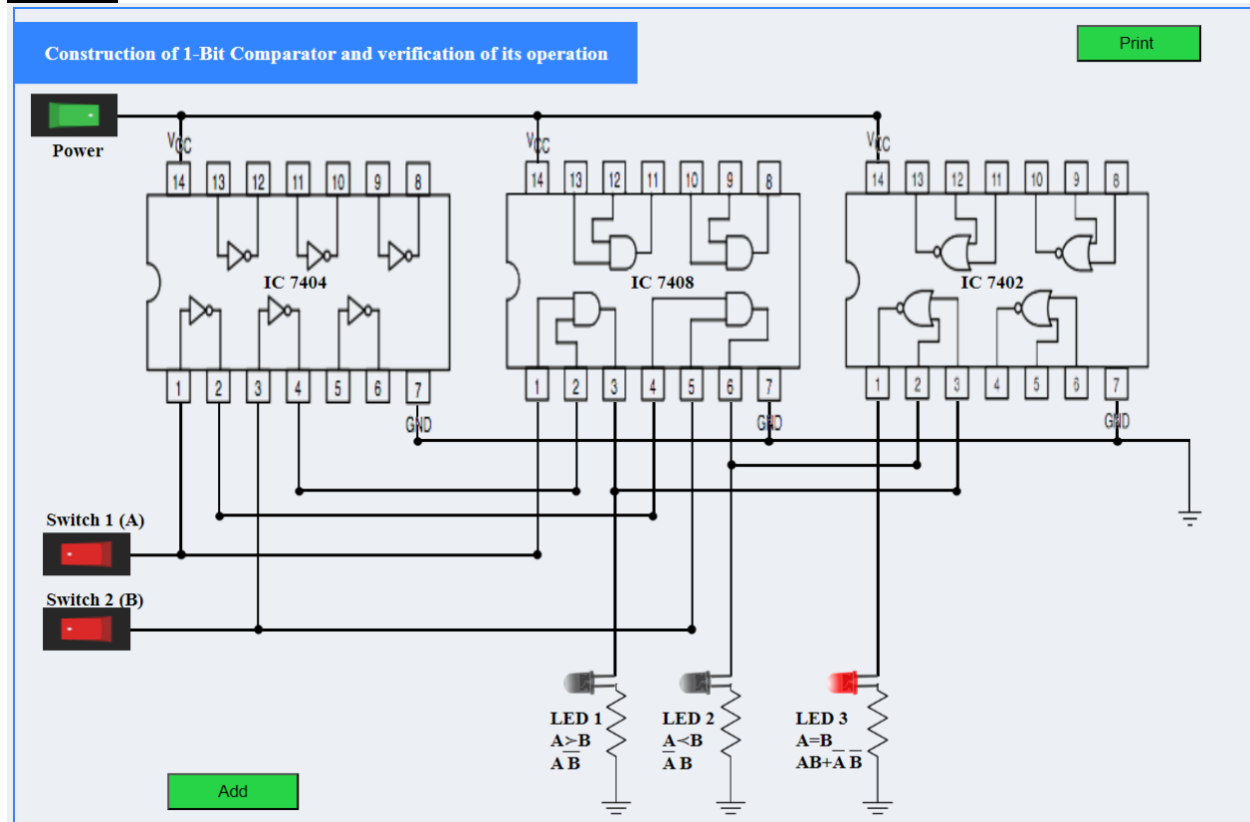 Construction of 1-Bit Comparator and verification of its operation
Print
Power
VCC
VCC
VCC
14 13 12 11 10 9 8
14 13 12 11 10 9 8
14 13 12 11 10 9 8
IC 7404
IC 7408
IC 7402
1 2 3 4 5 6 7
1 2 3 4 5 6 7
1 2 3 4 5 6 7
GND
GND
GND
Switch 1 (A)
Switch 2 (B)
LED 1
A>B
A B̅
LED 2
A<B
A̅ B
LED 3
A=B
AB+A̅ B̅
Add